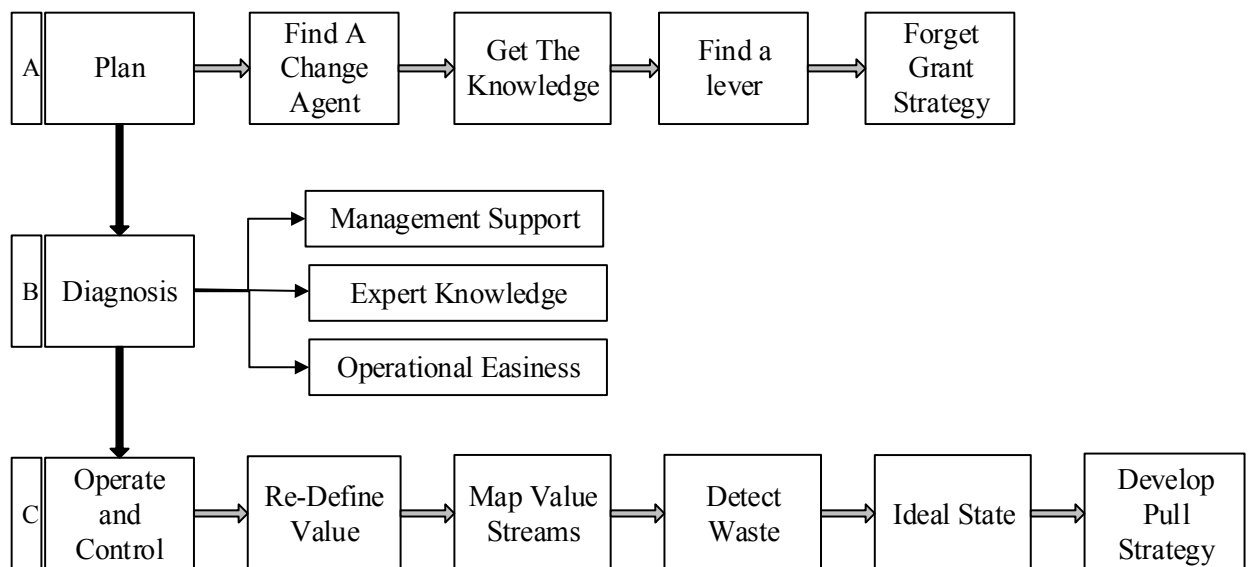 A
Plan
Find A
Change
Agent
Get The
Knowledge
Find a
lever
Forget
Grant
Strategy
B
Diagnosis
Management Support
Expert Knowledge
Operational Easiness
C
Operate
and
Control
Re-Define
Value
Map Value
Streams
Detect
Waste
Ideal State
Develop
Pull
Strategy